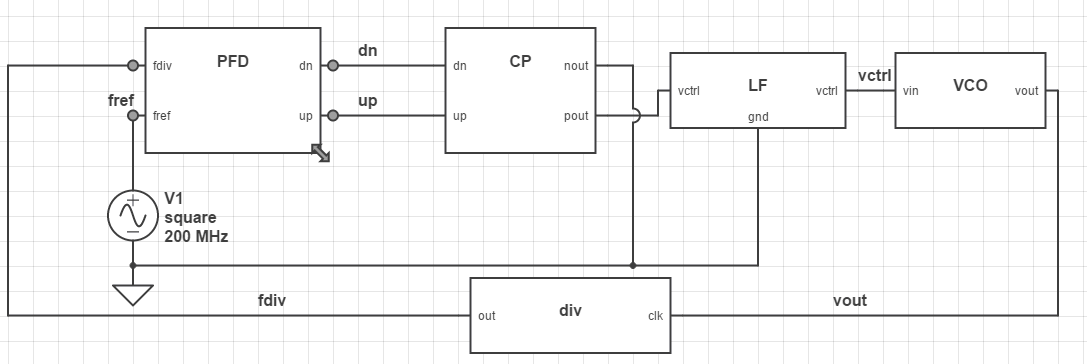 PFD
fdiv
dn
fref
up
fref
dn
up
CP
dn
nout
up
pout
LF
vctrl
vctrl
gnd
vctrl
VCO
vin
vout
V1
square
200 MHz
fdiv
div
out
clk
vout